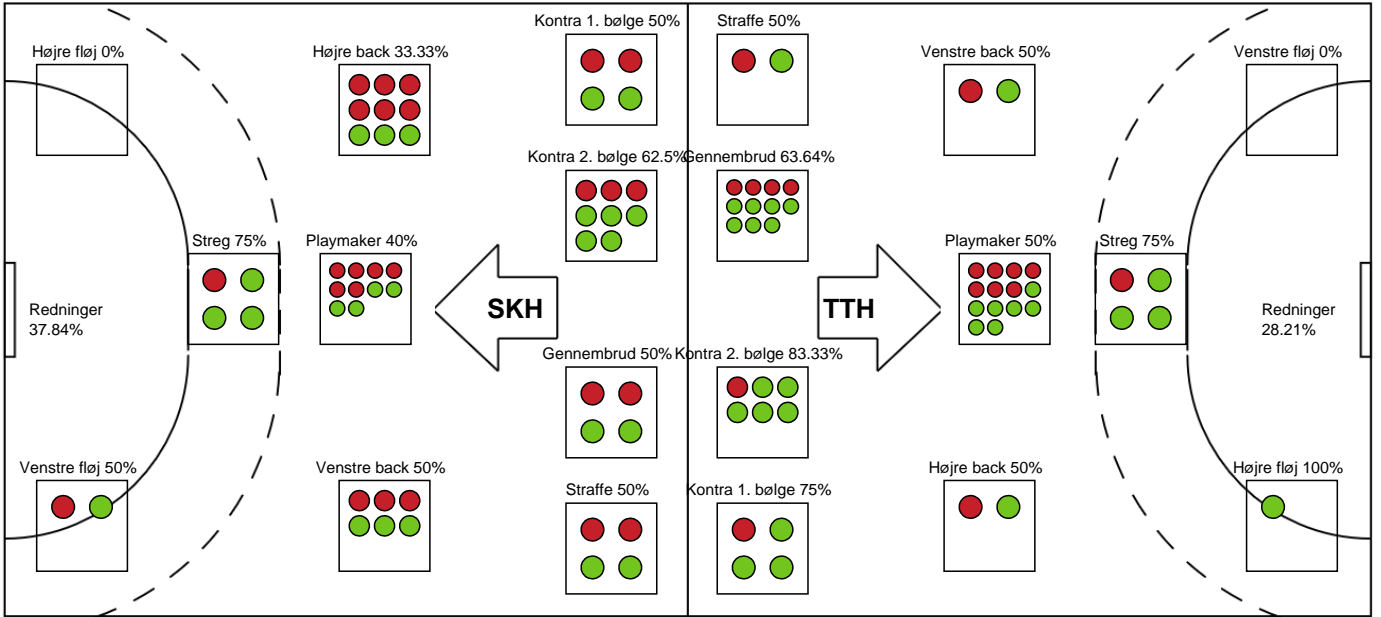 Kontra 1. bølge 50%
Straffe 50%
Højre fløj 0%
Højre back 33.33%
Venstre back 50%
Venstre fløj 0%
Kontra 2. bølge 62.5%
Gennembrud 63.64%
Streg 75%
Playmaker 40%
Playmaker 50%
Streg 75%
SKH
TTH
Redninger
37.84%
Redninger
28.21%
Gennembrud 50%
Kontra 2. bølge 83.33%
Venstre fløj 50%
Venstre back 50%
Højre back 50%
Højre fløj 100%
Straffe 50%
Kontra 1. bølge 75%